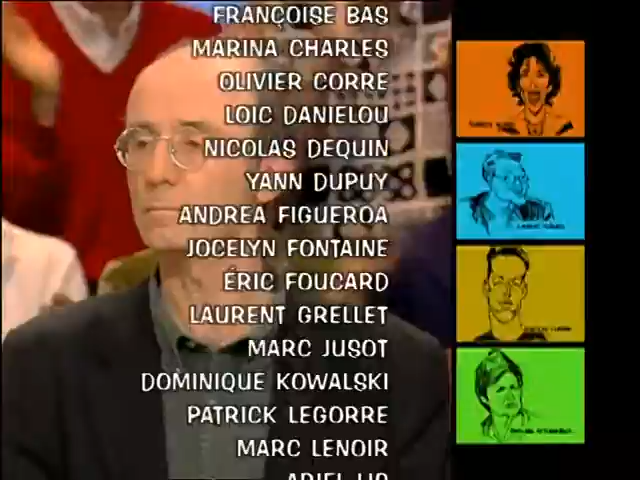 FRANÇOISE BAS
MARINA CHARLES
OLIVIER CORRE
LOIC DANIELOU
NICOLAS DEQUIN
YANN DUPUY
ANDREA FIGUEROA
JOCELYN FONTAINE
ÉRIC FOUCARD
LAURENT GRELLET
MARC JUSOT
DOMINIQUE KOWALSKI
PATRICK LEGORRE
MARC LENOIR